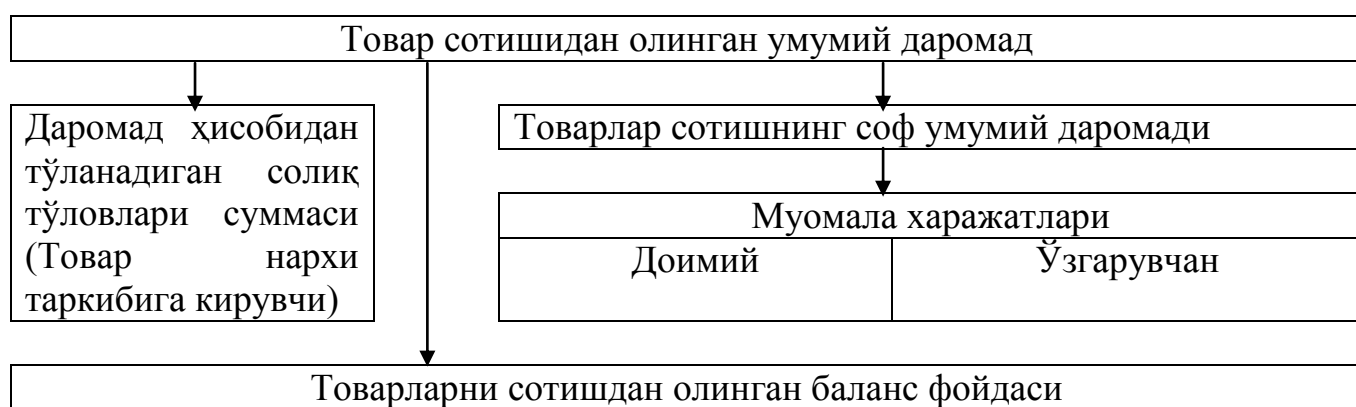 Товар сотишидан олинган умумий даромад
Даромад ҳисобидан
тўланадиган солиқ
тўловлари суммаси
(Товар нархи
таркибига кирувчи)
Товарлар сотишнинг соф умумий даромади
Муомала харажатлари
Доимий
Ўзгарувчан
Товарларни сотишдан олинган баланс фойдаси